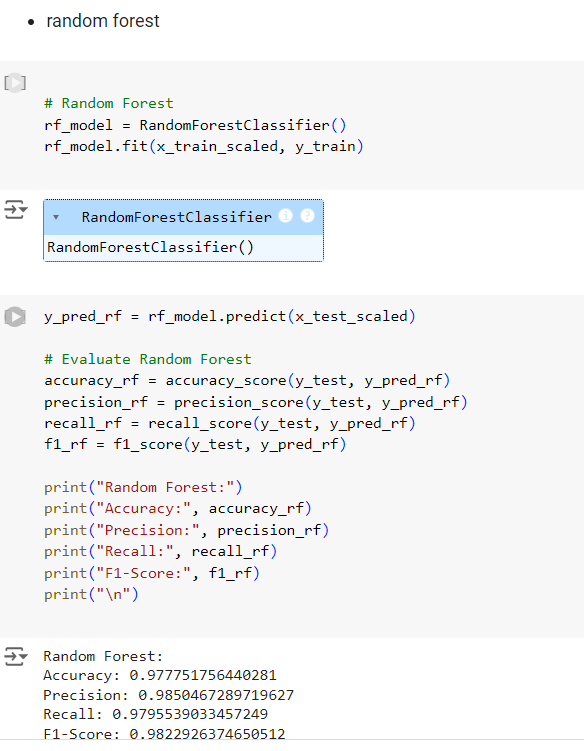 random forest
# Random Forest
rf_model = RandomForestClassifier()
rf_model.fit(x_train_scaled, y_train)
RandomForestClassifier
RandomForestClassifier()
y_pred_rf = rf_model.predict(x_test_scaled)
# Evaluate Random Forest
accuracy_rf = accuracy_score(y_test, y_pred_rf)
precision_rf = precision_score(y_test, y_pred_rf)
recall_rf = recall_score(y_test, y_pred_rf)
f1_rf = f1_score(y_test, y_pred_rf)
print("Random Forest:")
print("Accuracy:", accuracy_rf)
print("Precision:", precision_rf)
print("Recall:", recall_rf)
print("F1-Score:", f1_rf)
print("\n")
Random Forest:
Accuracy: 0.977751756440281
Precision: 0.9850467289719627
Recall: 0.9795539033457249
F1-Score: 0.9822926374650512